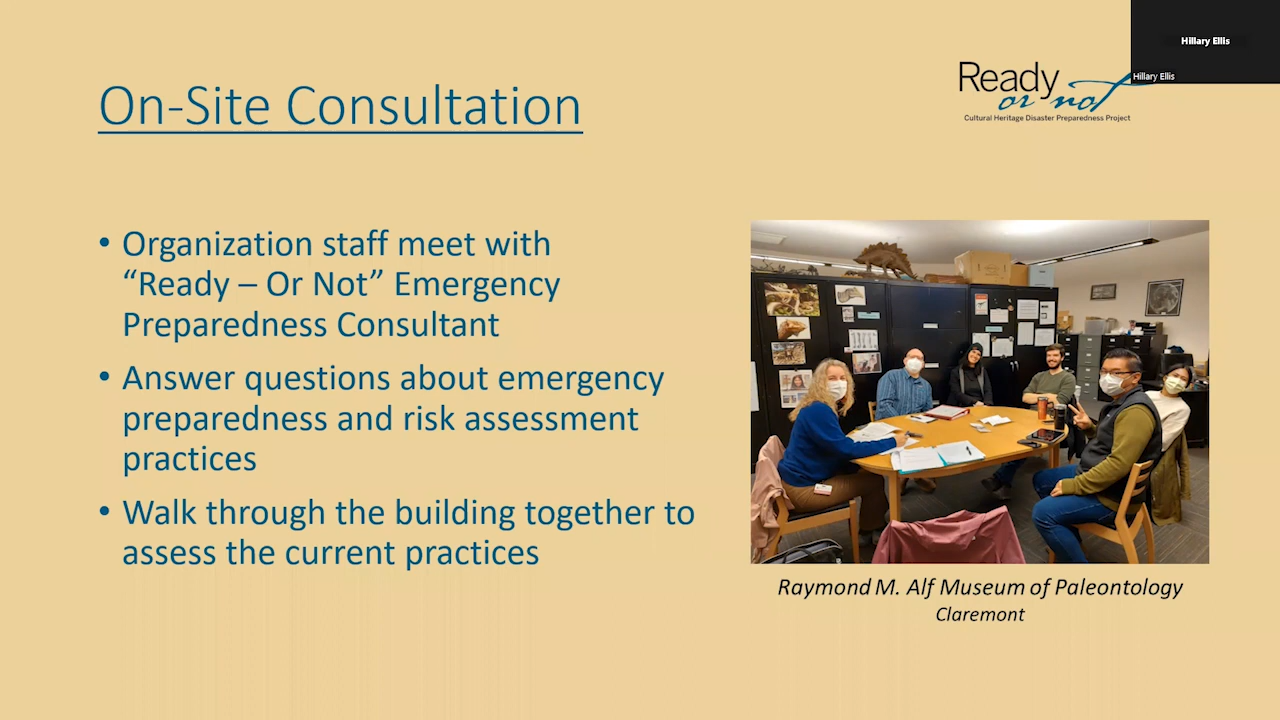 Hillary Ellis
Hillary Ellis
Ready
or not
Cultural Heritage Disaster Preparedness Project
On-Site Consultation
• Organization staff meet with
“Ready – Or Not” Emergency
Preparedness Consultant
• Answer questions about emergency
preparedness and risk assessment
practices
• Walk through the building together to
assess the current practices
Raymond M. Alf Museum of Paleontology
Claremont